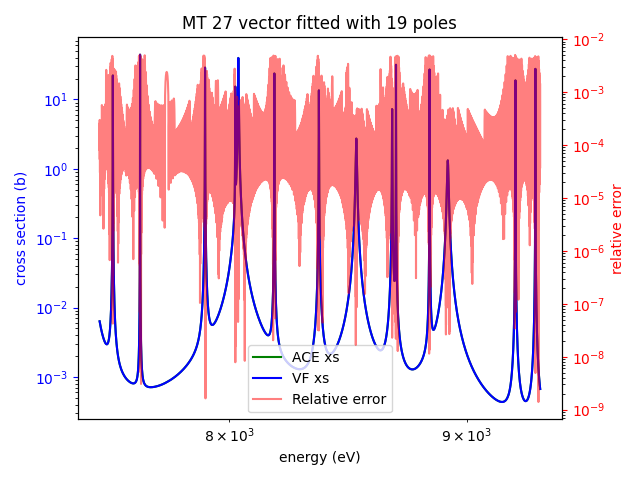 MT 27 vector fitted with 19 poles
10⁻²
10¹
10⁻³
10⁰
10⁻⁴
10⁻⁵
10⁻¹
10⁻⁶
10⁻²
10⁻⁷
10⁻³
10⁻⁸
10⁻⁹
cross section (b)
relative error
ACE xs
VF xs
Relative error
8 × 10³
9 × 10³
energy (eV)